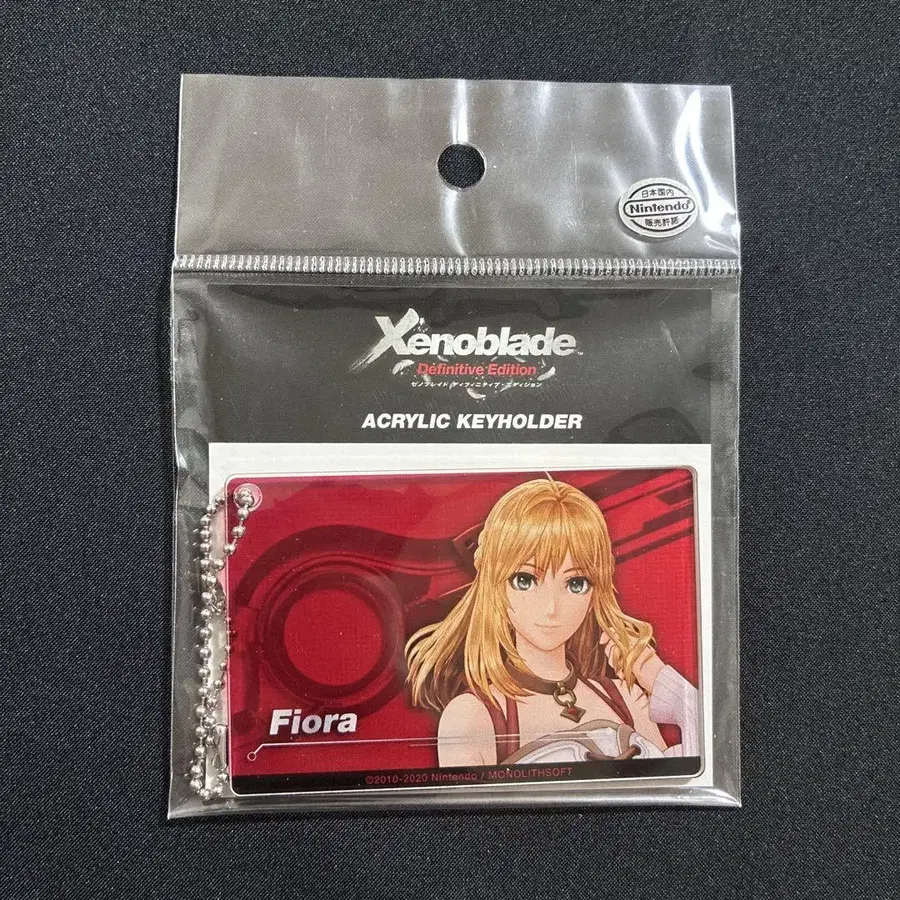 日本国内
Nintendo
販売許諾
Xenoblade
Definitive Edition
ゼノブレイド ディフィニティブ・エディション
ACRYLIC KEYHOLDER
Fiora
©2010-2020 Nintendo / MONOLITHSOFT